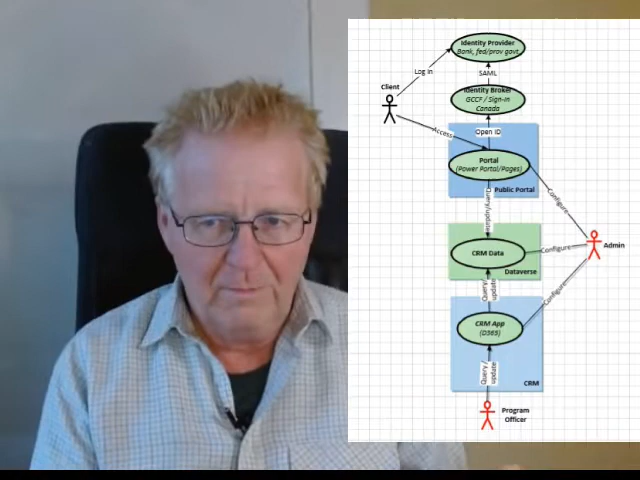 Identity Provider
Bank, fed/prov govt
Log in
SAML
Client
Identity Broker
GCCF / Sign-in
Canada
Access
Open ID
Portal
(Power Portal/Pages)
Public Portal
Configure
Query/update
Admin
CRM Data
Configure
Dataverse
Query/
update
Configure
CRM App
(D365)
Query/
update
CRM
Program
Officer